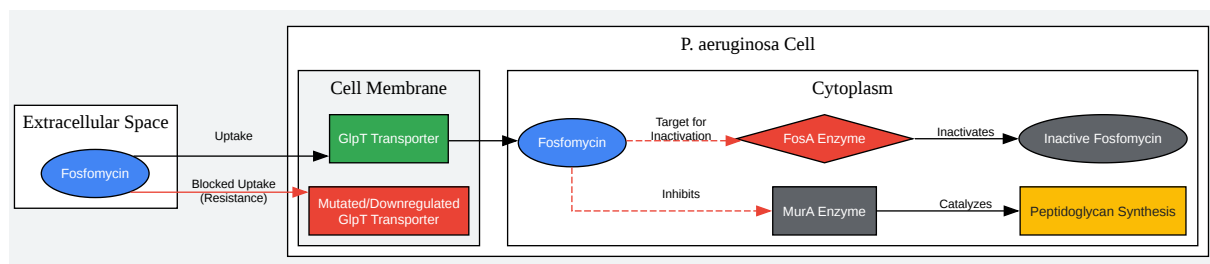 P. aeruginosa Cell
Extracellular Space
Fosfomycin
Uptake
Blocked Uptake
(Resistance)
Cell Membrane
GlpT Transporter
Mutated/Downregulated
GlpT Transporter
Cytoplasm
Fosfomycin
Target for
Inactivation
FosA Enzyme
Inactivates
Inactive Fosfomycin
Inhibits
MurA Enzyme
Catalyzes
Peptidoglycan Synthesis